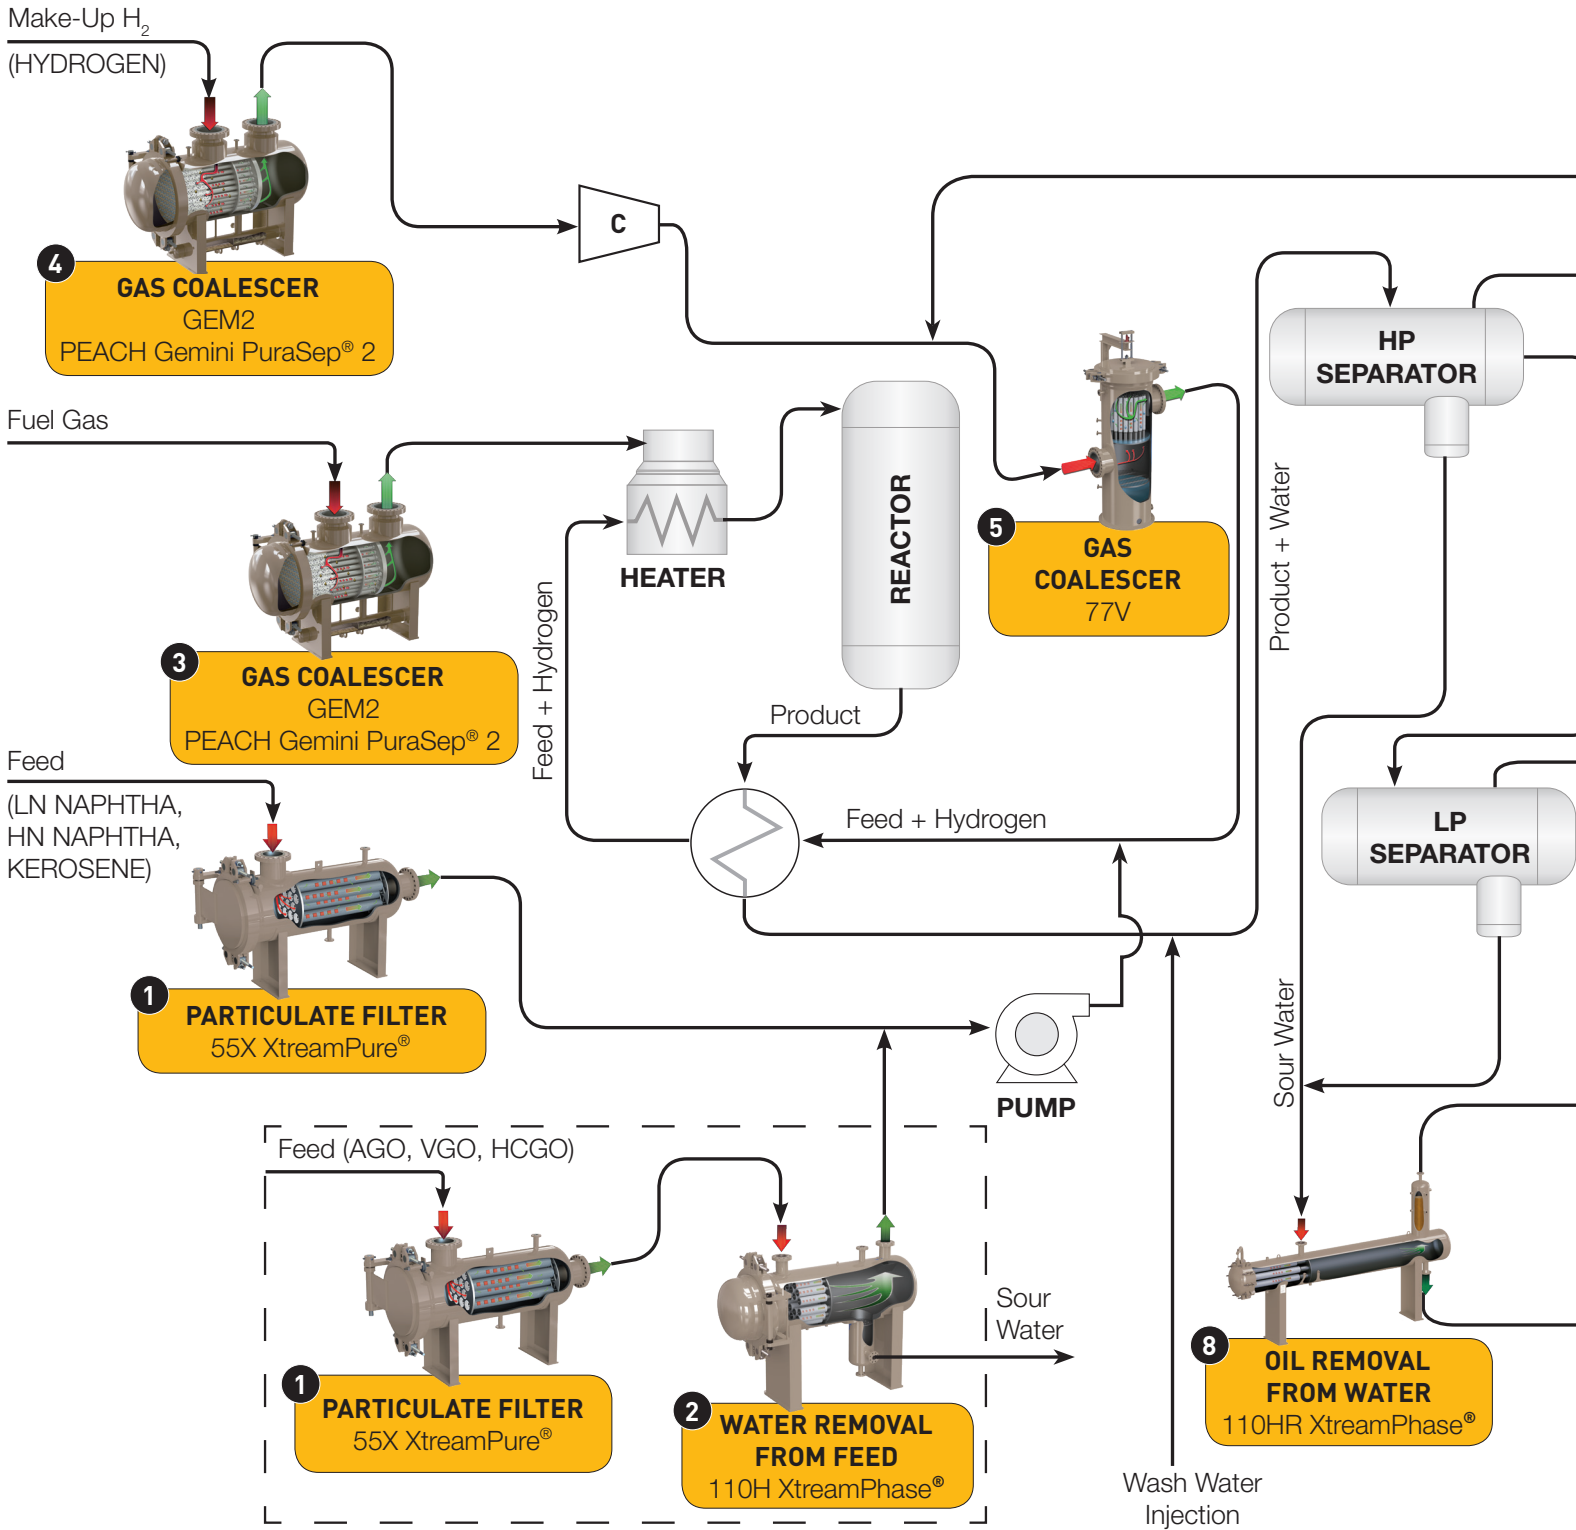 Make-Up H2
(HYDROGEN)
C
4
GAS COALESCER
GEM2
PEACH Gemini PuraSep® 2
HP
SEPARATOR
Fuel Gas
HEATER
REACTOR
5
GAS
COALESCER
77V
Product + Water
3
GAS COALESCER
GEM2
PEACH Gemini PuraSep® 2
Feed + Hydrogen
Product
Feed
(LN NAPHTHA,
HN NAPHTHA,
KEROSENE)
Feed + Hydrogen
LP
SEPARATOR
1
PARTICULATE FILTER
55X XtreamPure®
PUMP
Sour Water
Feed (AGO, VGO, HCGO)
Sour
Water
1
PARTICULATE FILTER
55X XtreamPure®
2
WATER REMOVAL
FROM FEED
110H XtreamPhase®
8
OIL REMOVAL
FROM WATER
110HR XtreamPhase®
Wash Water
Injection